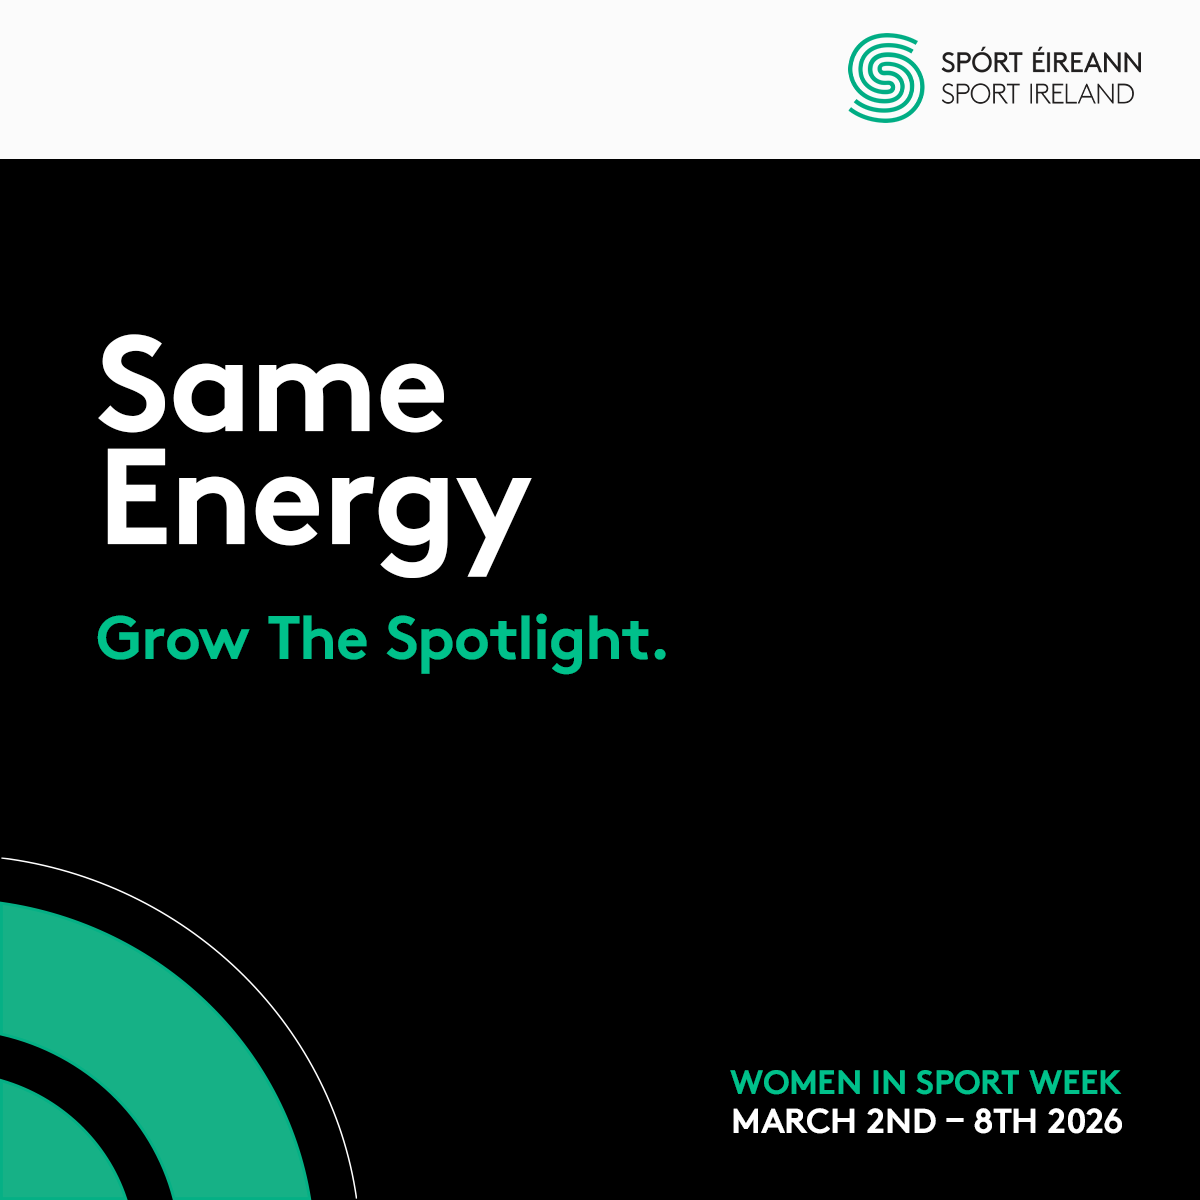 SPÓRT ÉIREANN
SPORT IRELAND
Same
Energy
Grow The Spotlight.
WOMEN IN SPORT WEEK
MARCH 2ND – 8TH 2026